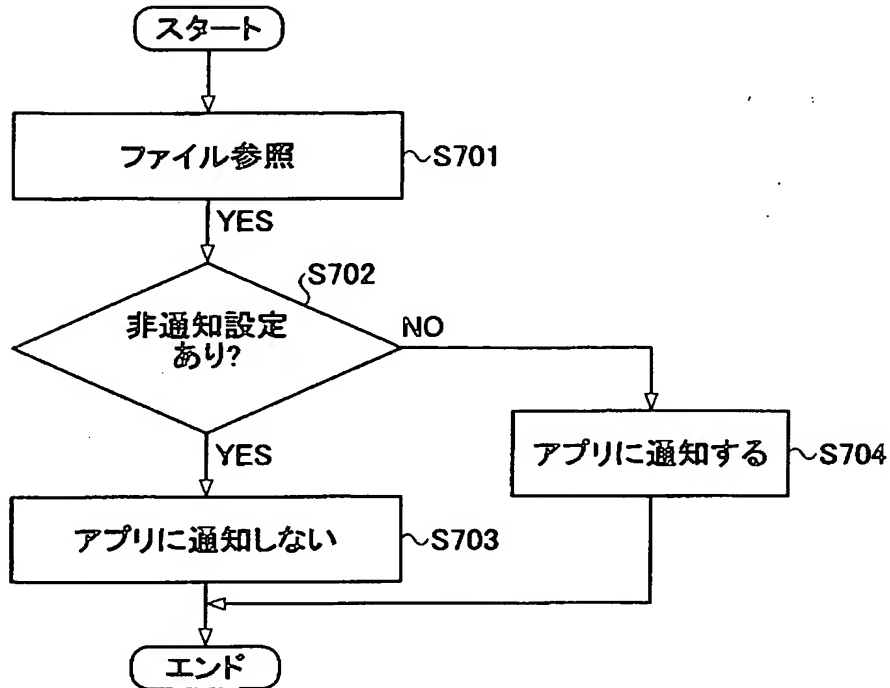 スタート
ファイル参照
~S701
YES
S702
非通知設定
あり?
NO
YES
アプリに通知する
~S704
アプリに通知しない
~S703
エンド